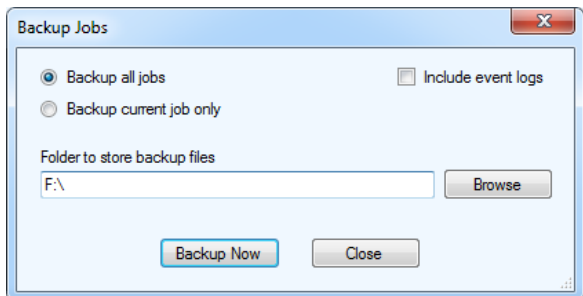 Backup Jobs
Backup all jobs
Include event logs
Backup current job only
Folder to store backup files
F:\
Browse
Backup Now
Close